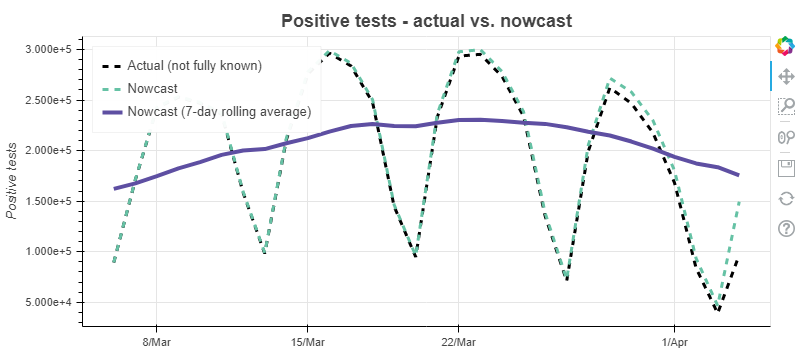 Positive tests - actual vs. nowcast
3.000e+5
2.500e+5
2.000e+5
1.500e+5
1.000e+5
5.000e+4
Positive tests
Actual (not fully known)
Nowcast
Nowcast (7-day rolling average)
8/Mar
15/Mar
22/Mar
1/Apr